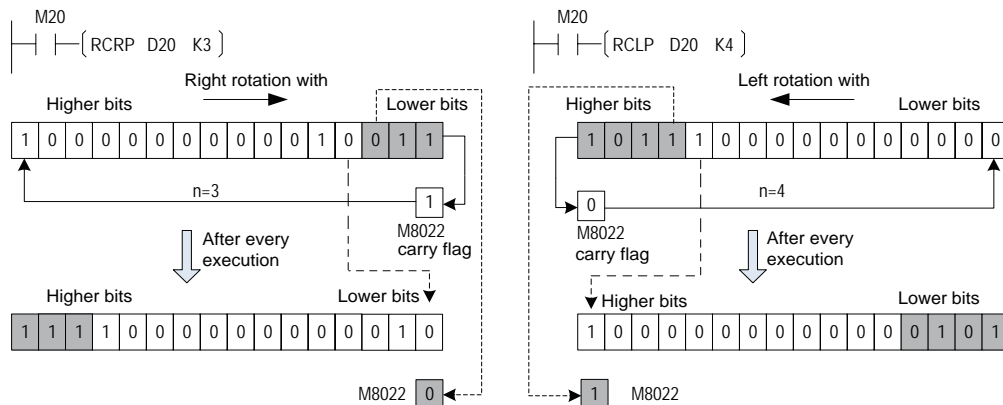 M20
RCRP D20 K3
Right rotation with
Higher bits
Lower bits
1 0 0 0 0 0 0 0 0 0 0 1 0 0 1 1
n=3
1
M8022
carry flag
After every
execution
Higher bits
Lower bits
1 1 1 1 0 0 0 0 0 0 0 0 0 0 1 0
M8022 0
M20
RCLP D20 K4
Left rotation with
Higher bits
Lower bits
1 0 1 1 1 0 0 0 0 0 0 0 0 0 0 0
n=4
0
M8022
carry flag
After every
execution
Higher bits
Lower bits
1 0 0 0 0 0 0 0 0 0 0 0 0 1 0 1
1 M8022